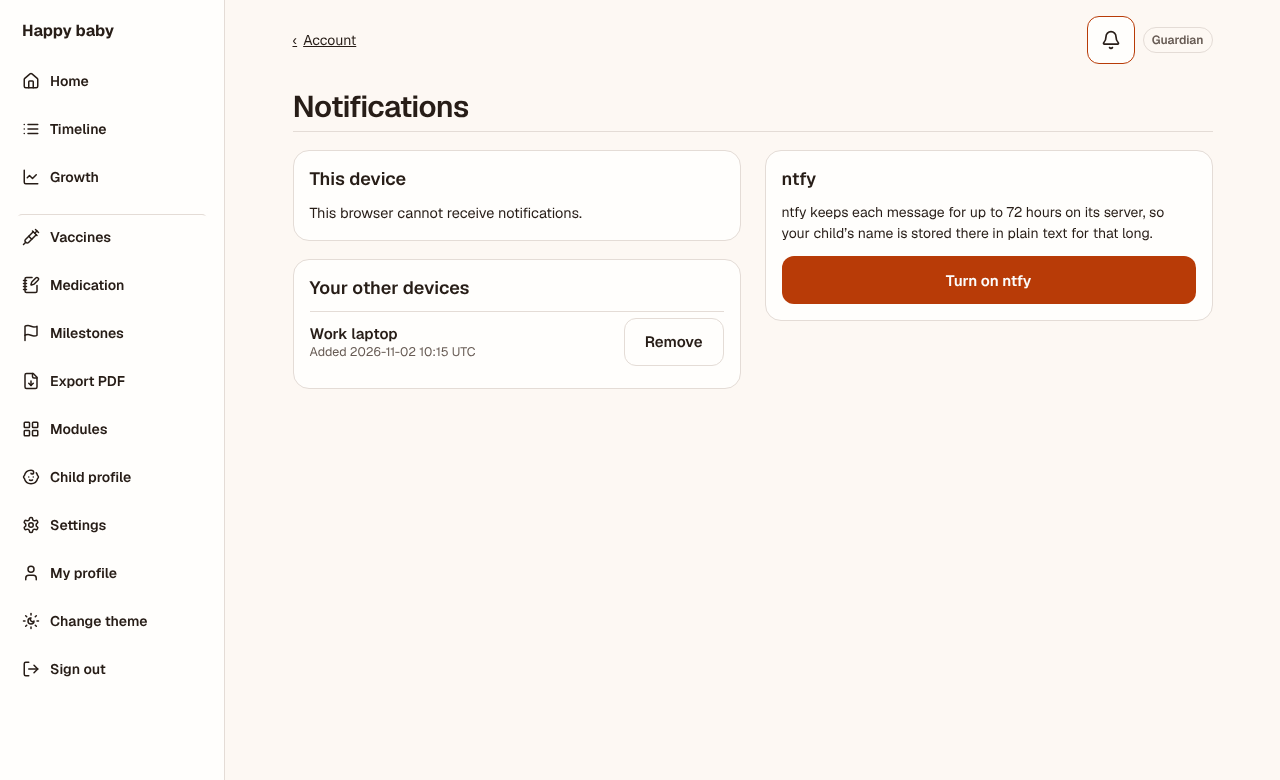 Happy baby
Home
Timeline
Growth
Vaccines
Medication
Milestones
Export PDF
Modules
Child profile
Settings
My profile
Change theme
Sign out
‹ Account
Guardian
Notifications
This device
This browser cannot receive notifications.
Your other devices
Work laptop
Added 2026-11-02 10:15 UTC
Remove
ntfy
ntfy keeps each message for up to 72 hours on its server, so
your child’s name is stored there in plain text for that long.
Turn on ntfy